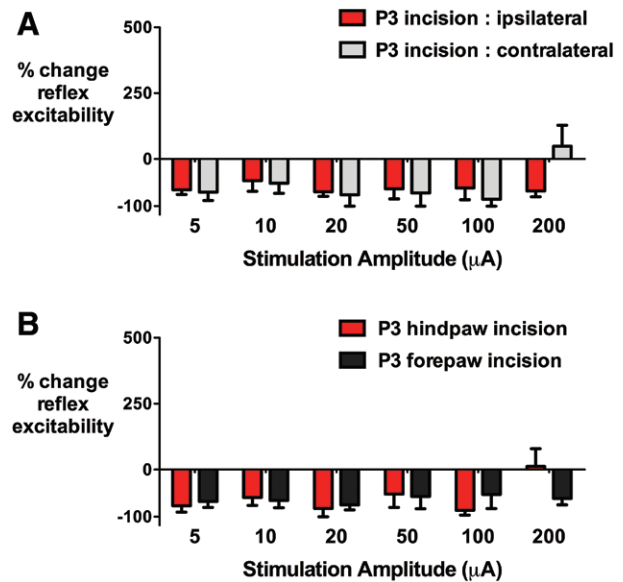 A
P3 incision : ipsilateral
P3 incision : contralateral
% change
reflex
excitability
500
250
0
-100
5 10 20 50 100 200
Stimulation Amplitude (μA)
B
P3 hindpaw incision
P3 forepaw incision
% change
reflex
excitability
500
250
0
-100
5 10 20 50 100 200
Stimulation Amplitude (μA)